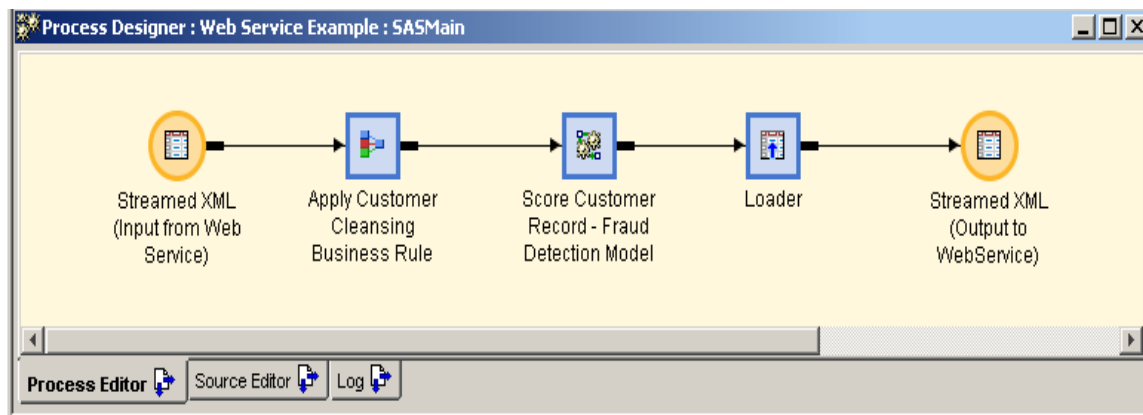 Process Designer : Web Service Example : SASMain
Streamed XML
(Input from Web
Service)
Apply Customer
Cleansing
Business Rule
Score Customer
Record - Fraud
Detection Model
Loader
Streamed XML
(Output to
WebService)
Process Editor
Source Editor
Log